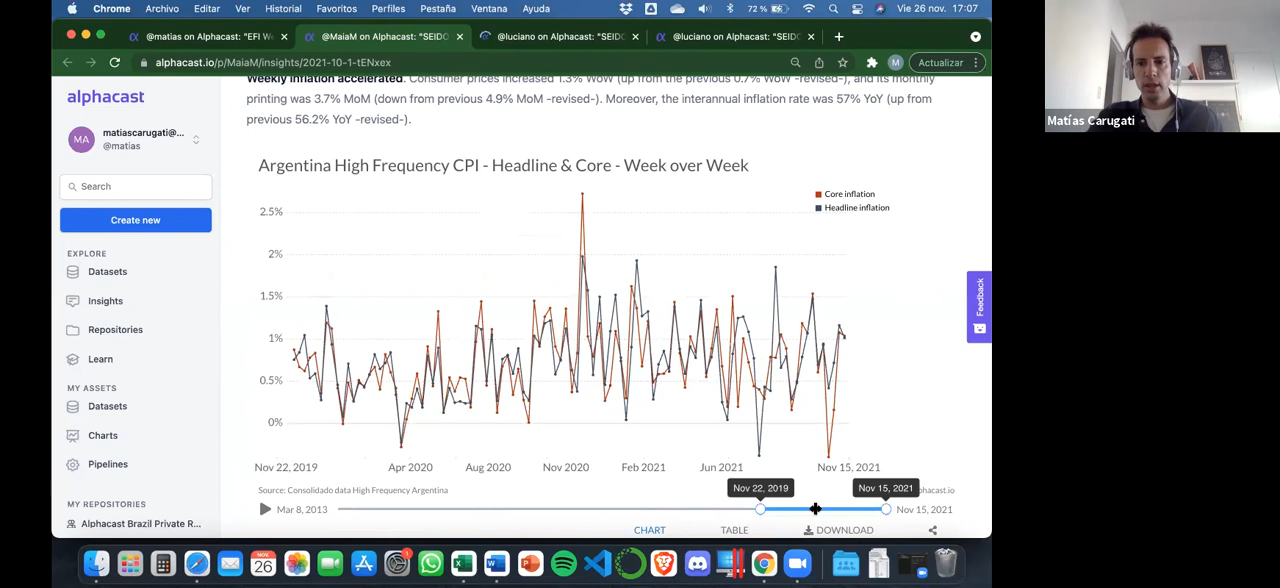 Chrome Archivo Editar Ver Historial Favoritos Perfiles Pestaña Ventana Ayuda 72 % Vie 26 nov. 17:07
@matias on Alphacast: "EFI W @MaiaM on Alphacast: "SEIDO @luciano on Alphacast: "SEIDO @luciano on Alphacast: "SEIDO
alphacast.io/p/MaiaM/insights/2021-10-1-tENxex M Actualizar
Weekly inflation accelerated. Consumer prices increased 1.3% WoW (up from the previous 0.7% WoW -revised-), and its monthly
printing was 3.7% MoM (down from previous 4.9% MoM -revised-). Moreover, the interannual inflation rate was 57% YoY (up from
previous 56.2% YoY -revised-).
alphacast
MA
matiascarugati@...
@matias
Search
Create new
EXPLORE
Datasets
Insights
Repositories
Learn
MY ASSETS
Datasets
Charts
Pipelines
MY REPOSITORIES
Alphacast Brazil Private R...
Argentina High Frequency CPI - Headline & Core - Week over Week
Core inflation
Headline inflation
2.5%
2%
1.5%
1%
0.5%
0%
Nov 22, 2019 Apr 2020 Aug 2020 Nov 2020 Feb 2021 Jun 2021 Nov 15, 2021
Nov 22, 2019 Nov 15, 2021
Source: Consolidado data High Frequency Argentina phacast.io
Mar 8, 2013 Nov 15, 2021
CHART TABLE DOWNLOAD
Feedback
NOV
26
1
Matías Carugati